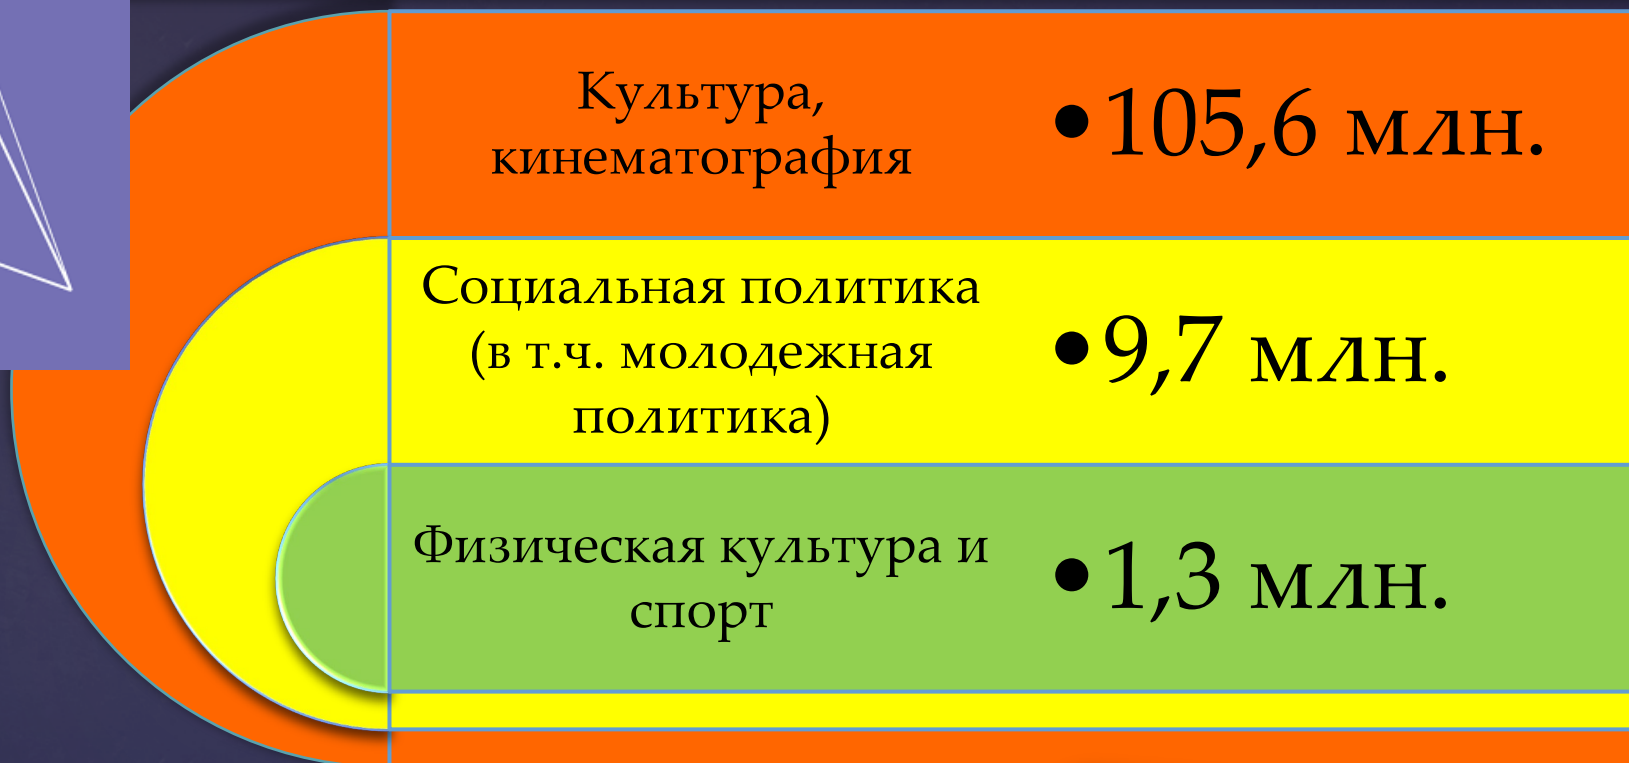 Культура,
кинематография
•105,6 млн.
Социальная политика
(в т.ч. молодежная
политика)
•9,7 млн.
Физическая культура и
спорт
•1,3 млн.